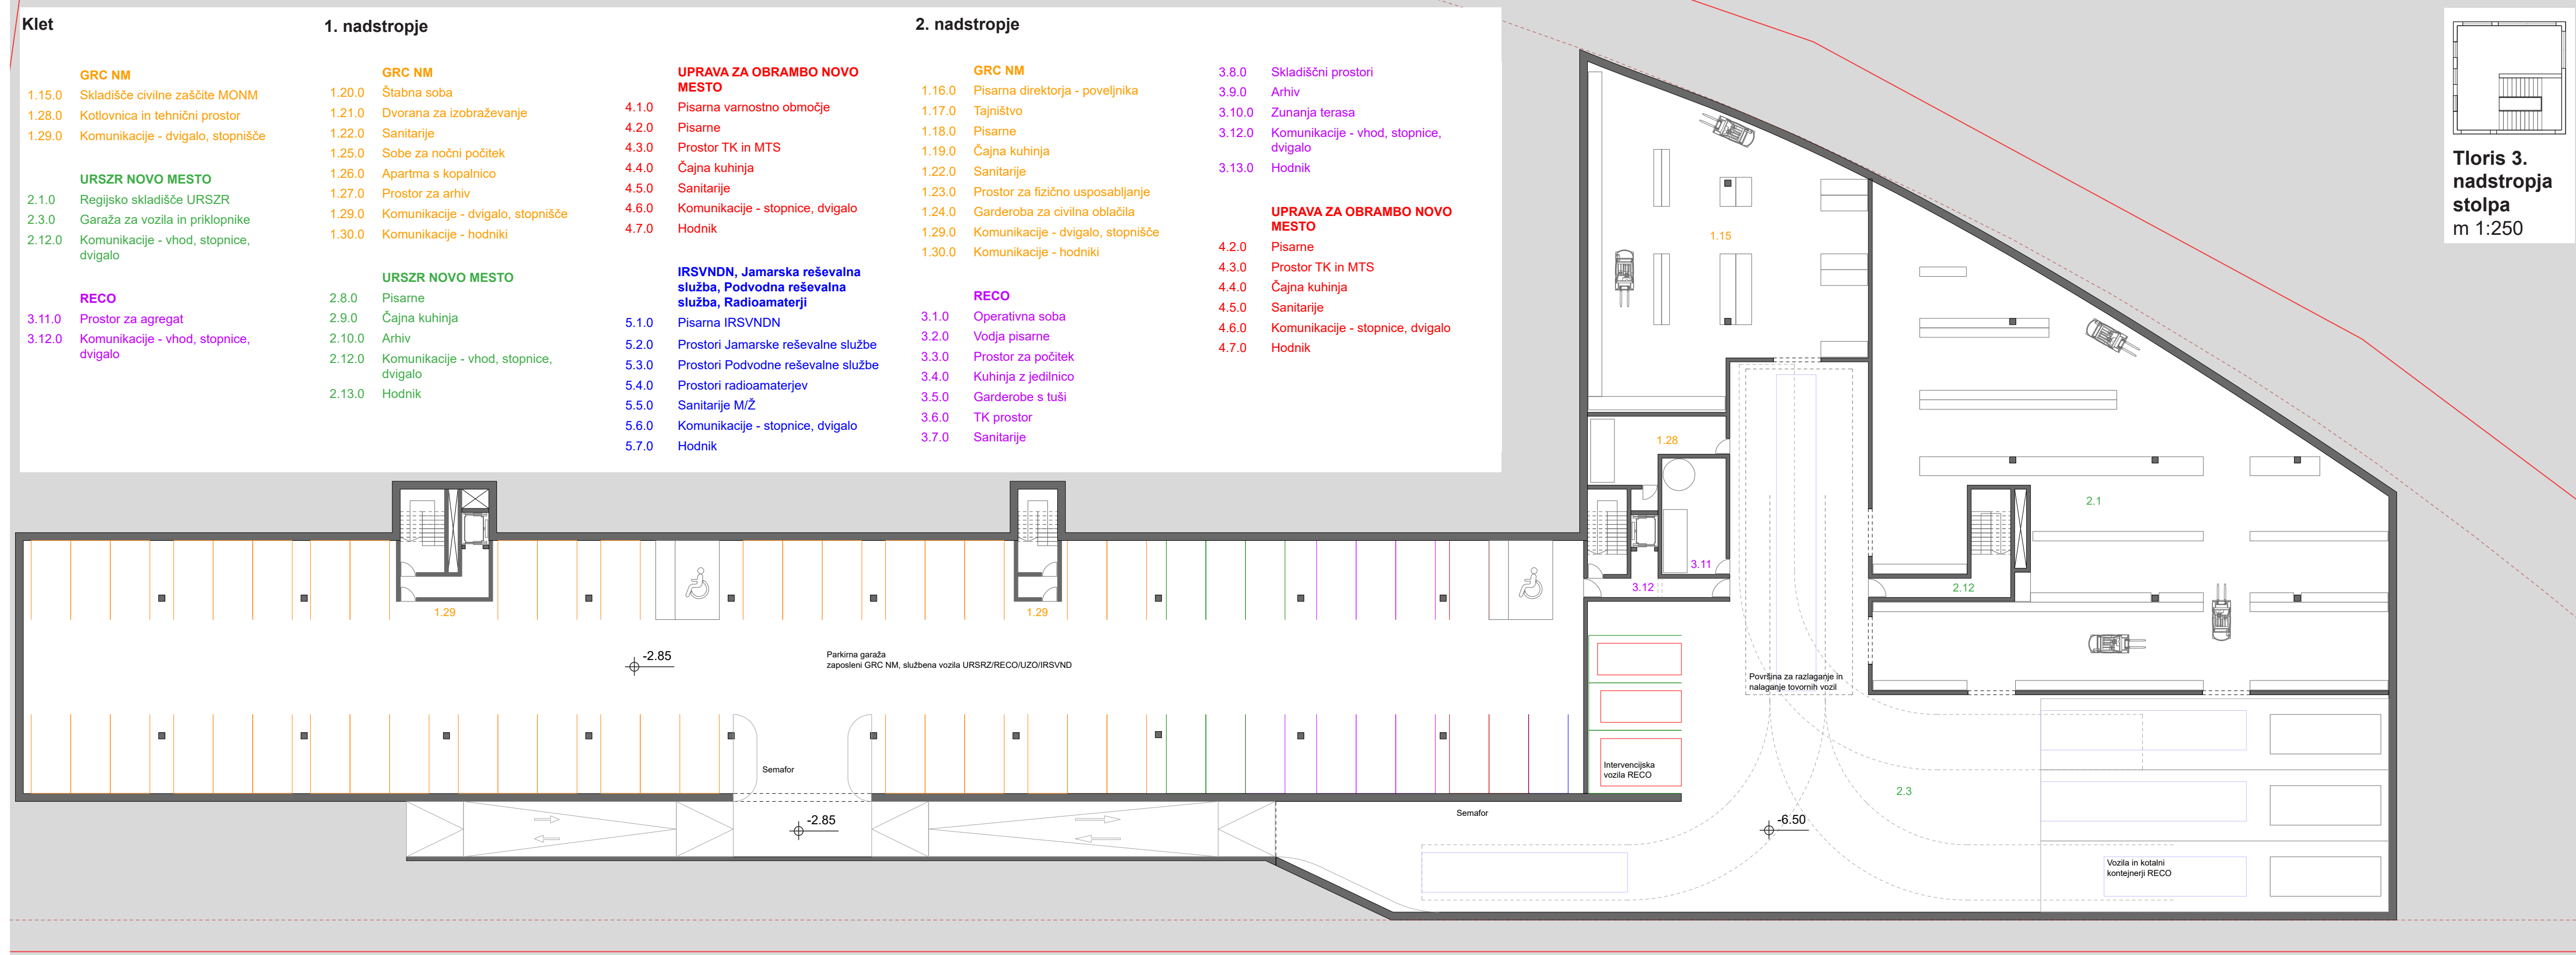 Klet
GRC NM
1.15.0 Skladišče civilne zaščite MONM
1.28.0 Kotlovnica in tehnični prostor
1.29.0 Komunikacije - dvigalo, stopnišče
URSZR NOVO MESTO
2.1.0 Regijsko skladišče URSZR
2.3.0 Garaža za vozila in priklopnike
2.12.0 Komunikacije - vhod, stopnice,
dvigalo
RECO
3.11.0 Prostor za agregat
3.12.0 Komunikacije - vhod, stopnice,
dvigalo
1. nadstropje
GRC NM
1.20.0 Štabna soba
1.21.0 Dvorana za izobraževanje
1.22.0 Sanitarije
1.25.0 Sobe za nočni počitek
1.26.0 Apartma s kopalnico
1.27.0 Prostor za arhiv
1.29.0 Komunikacije - dvigalo, stopnišče
1.30.0 Komunikacije - hodniki
URSZR NOVO MESTO
2.8.0 Pisarne
2.9.0 Čajna kuhinja
2.10.0 Arhiv
2.12.0 Komunikacije - vhod, stopnice,
dvigalo
2.13.0 Hodnik
UPRAVA ZA OBRAMBO NOVO
MESTO
4.1.0 Pisarna varnostno območje
4.2.0 Pisarne
4.3.0 Prostor TK in MTS
4.4.0 Čajna kuhinja
4.5.0 Sanitarije
4.6.0 Komunikacije - stopnice, dvigalo
4.7.0 Hodnik
IRSVNDN, Jamarska reševalna
služba, Podvodna reševalna
služba, Radioamaterji
5.1.0 Pisarna IRSVNDN
5.2.0 Prostori Jamarske reševalne službe
5.3.0 Prostori Podvodne reševalne službe
5.4.0 Prostori radioamaterjev
5.5.0 Sanitarije M/Ž
5.6.0 Komunikacije - stopnice, dvigalo
5.7.0 Hodnik
2. nadstropje
GRC NM
1.16.0 Pisarna direktorja - poveljnika
1.17.0 Tajništvo
1.18.0 Pisarne
1.19.0 Čajna kuhinja
1.22.0 Sanitarije
1.23.0 Prostor za fizično usposabljanje
1.24.0 Garderoba za civilna oblačila
1.29.0 Komunikacije - dvigalo, stopnišče
1.30.0 Komunikacije - hodniki
RECO
3.1.0 Operativna soba
3.2.0 Vodja pisarne
3.3.0 Prostor za počitek
3.4.0 Kuhinja z jedilnico
3.5.0 Garderobe s tuši
3.6.0 TK prostor
3.7.0 Sanitarije
3.8.0 Skladiščni prostori
3.9.0 Arhiv
3.10.0 Zunanja terasa
3.12.0 Komunikacije - vhod, stopnice,
dvigalo
3.13.0 Hodnik
UPRAVA ZA OBRAMBO NOVO
MESTO
4.2.0 Pisarne
4.3.0 Prostor TK in MTS
4.4.0 Čajna kuhinja
4.5.0 Sanitarije
4.6.0 Komunikacije - stopnice, dvigalo
4.7.0 Hodnik
Tloris 3.
nadstropja
stolpa
m 1:250
1.15
1.28
2.1
3.11
3.12
2.12
1.29
1.29
-2.85
Parkirna garaža
zaposleni GRC NM, službena vozila URSRZ/RECO/UZO/IRSVND
Površina za razlaganje in
nalaganje tovornih vozil
Semafor
Intervencijska
vozila RECO
2.3
-2.85
Semafor
-6.50
Vozila in kotalni
kontejnerji RECO